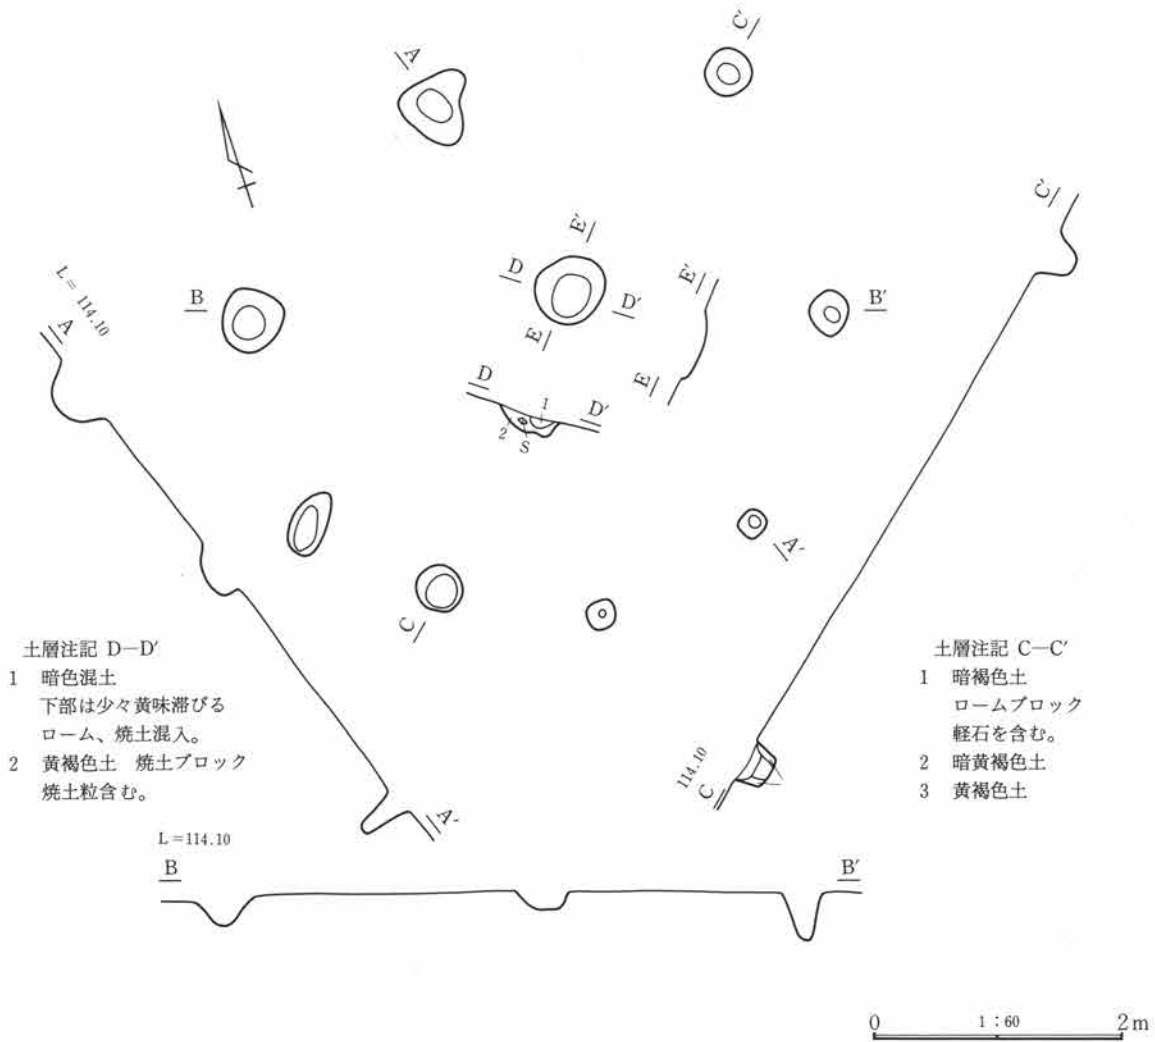 A
C′
E′
D
D′
E
B
B′
E′
E
C′
L = 114.10
A
D
1
D′
2
S
A′
C
土層注記 D―D′
1 暗色混土
下部は少々黄味滞びる
ローム、焼土混入。
2 黄褐色土 焼土ブロック
焼土粒含む。
土層注記 C―C′
1 暗褐色土
ロームブロック
軽石を含む。
2 暗黄褐色土
3 黄褐色土
114.10
C
A′
L=114.10
B
B′
0
1:60
2m